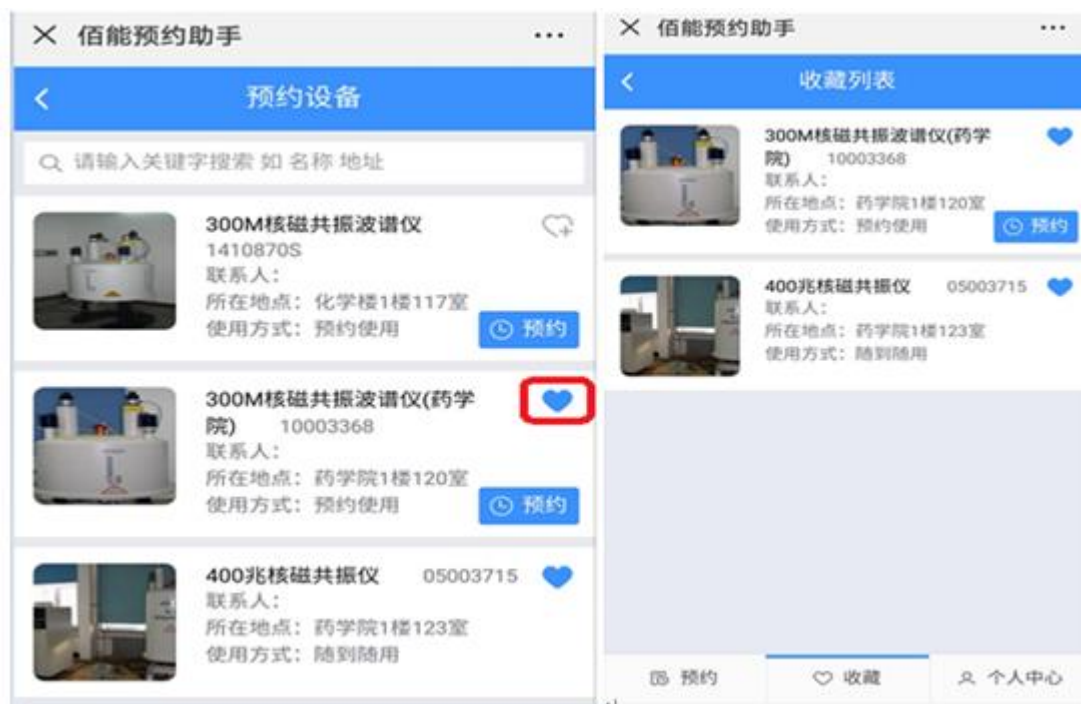 佰能预约助手
预约设备
请输入关键字搜索 如 名称 地址
300M核磁共振波谱仪
1410870S
联系人：
所在地点：化学楼1楼117室
使用方式：预约使用
预约
300M核磁共振波谱仪(药学
院) 10003368
联系人：
所在地点：药学院1楼120室
使用方式：预约使用
预约
400兆核磁共振仪 05003715
联系人：
所在地点：药学院1楼123室
使用方式：随到随用
佰能预约助手
收藏列表
300M核磁共振波谱仪(药学
院) 10003368
联系人：
所在地点：药学院1楼120室
使用方式：预约使用
预约
400兆核磁共振仪 05003715
联系人：
所在地点：药学院1楼123室
使用方式：随到随用
预约 收藏 个人中心